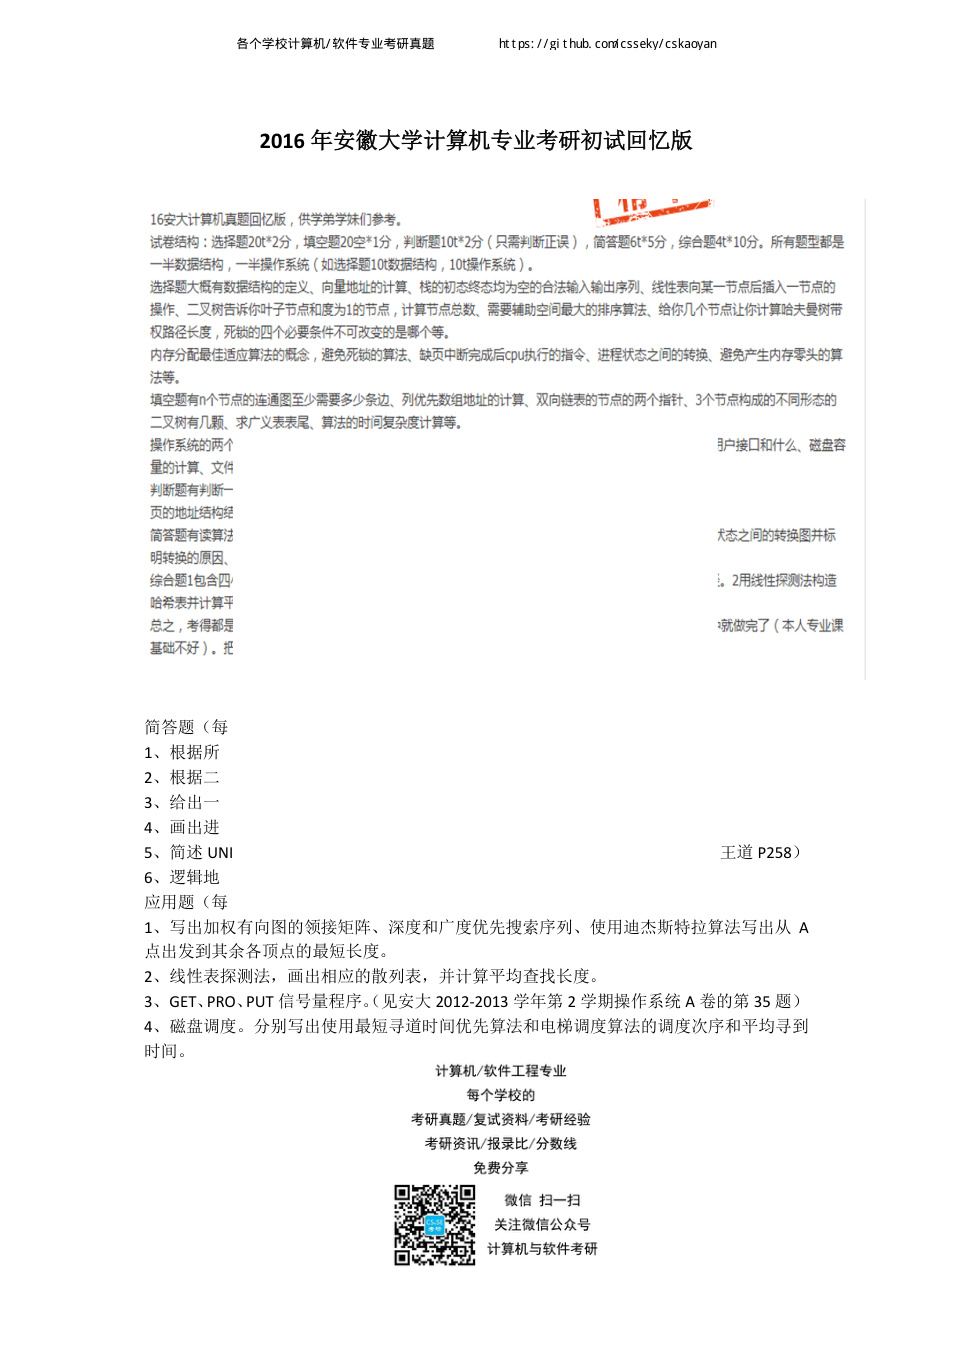 各个学校计算机/软件专业考研真题 https://github.com/csseky/cskaoyan
2016 年安徽大学计算机专业考研初试回忆版
16安大计算机真题回忆版，供学弟学妹们参考。
试卷结构：选择题20t*2分，填空题20空*1分，判断题10t*2分（只需判断正误），简答题6t*5分，综合题4t*10分。所有题型都是
一半数据结构，一半操作系统（如选择题10t数据结构，10t操作系统）。
选择题大概有数据结构的定义、向量地址的计算、栈的初态终态均为空的合法输入输出序列、线性表向某一节点后插入一节点的
操作、二叉树告诉你叶子节点和度为1的节点，计算节点总数、需要辅助空间最大的排序算法、给你几个节点让你计算哈夫曼树带
权路径长度，死锁的四个必要条件不可改变的是哪个等。
内存分配最佳适应算法的概念，避免死锁的算法、缺页中断完成后cpu执行的指令、进程状态之间的转换、避免产生内存零头的算
法等。
填空题有n个节点的连通图至少需要多少条边、列优先数组地址的计算、双向链表的节点的两个指针、3个节点构成的不同形态的
二叉树有几颗、求广义表表尾、算法的时间复杂度计算等。
操作系统的两个 用户接口和什么、磁盘容
量的计算、文件
判断题有判断一
页的地址结构结
简答题有读算法 状态之间的转换图并标
明转换的原因、
综合题1包含四 。2用线性探测法构造
哈希表并计算平
总之，考得都是 就做完了（本人专业课
基础不好）。把
简答题（每
1、根据所
2、根据二
3、给出一
4、画出进
5、简述 UNI 王道 P258）
6、逻辑地
应用题（每
1、写出加权有向图的领接矩阵、深度和广度优先搜索序列、使用迪杰斯特拉算法写出从 A
点出发到其余各顶点的最短长度。
2、线性表探测法，画出相应的散列表，并计算平均查找长度。
3、GET、PRO、PUT 信号量程序。（见安大 2012-2013 学年第 2 学期操作系统 A 卷的第 35 题）
4、磁盘调度。分别写出使用最短寻道时间优先算法和电梯调度算法的调度次序和平均寻到
时间。
计算机/软件工程专业
每个学校的
考研真题/复试资料/考研经验
考研资讯/报录比/分数线
免费分享
微信 扫一扫
关注微信公众号
计算机与软件考研